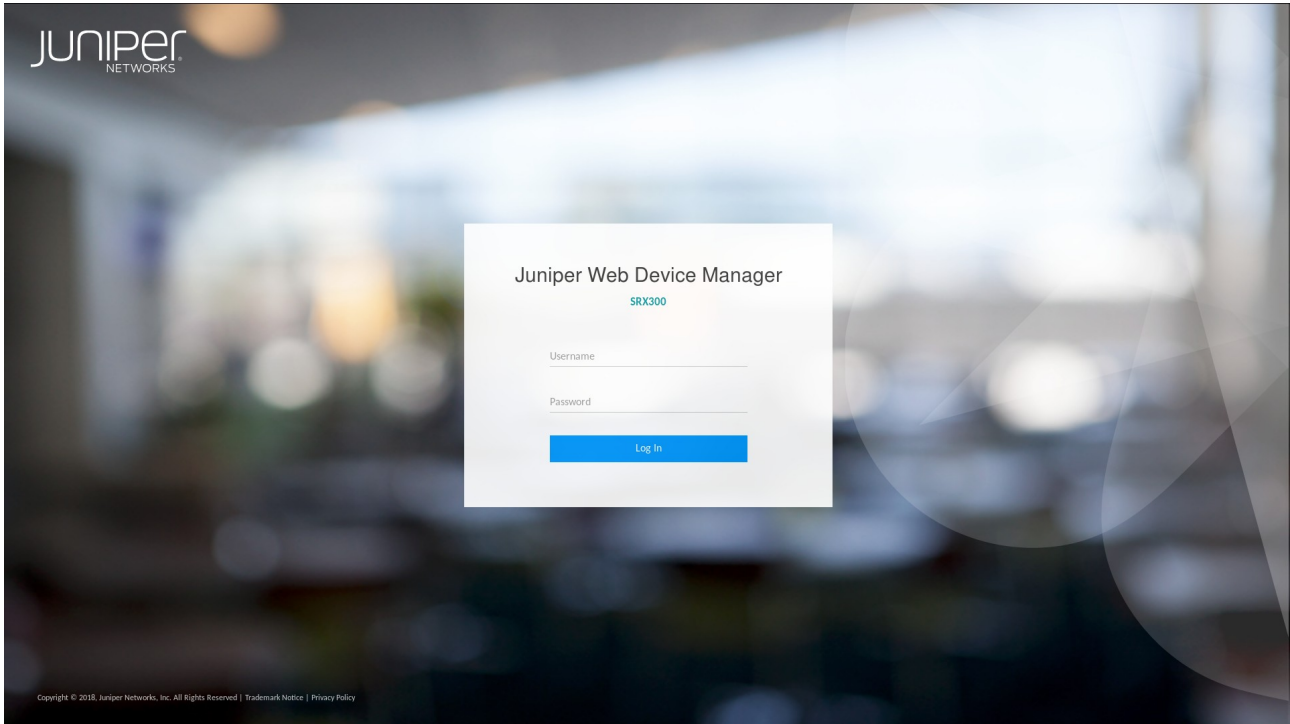 JUNIPER
NETWORKS
Juniper Web Device Manager
SRX300
Username
Password
Log In
Copyright © 2018, Juniper Networks, Inc. All Rights Reserved | Trademark Notice | Privacy Policy